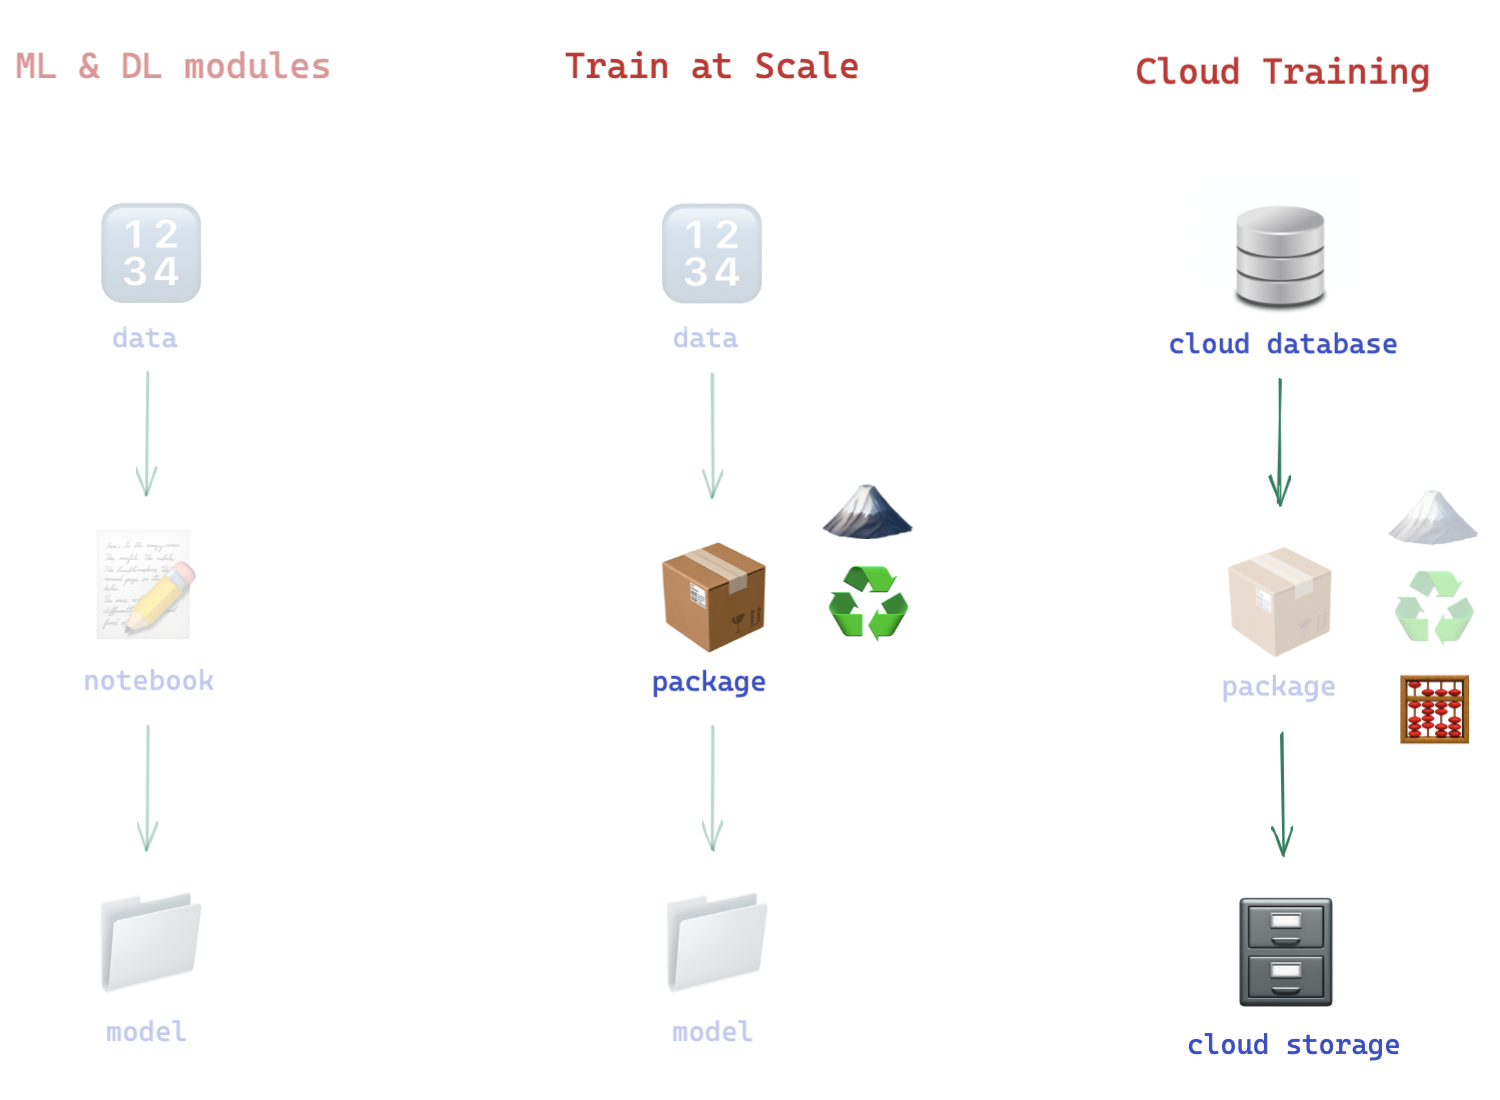 ML & DL modules
Train at Scale
Cloud Training
12
34
data
12
34
data
cloud database
notebook
package
package
model
model
cloud storage